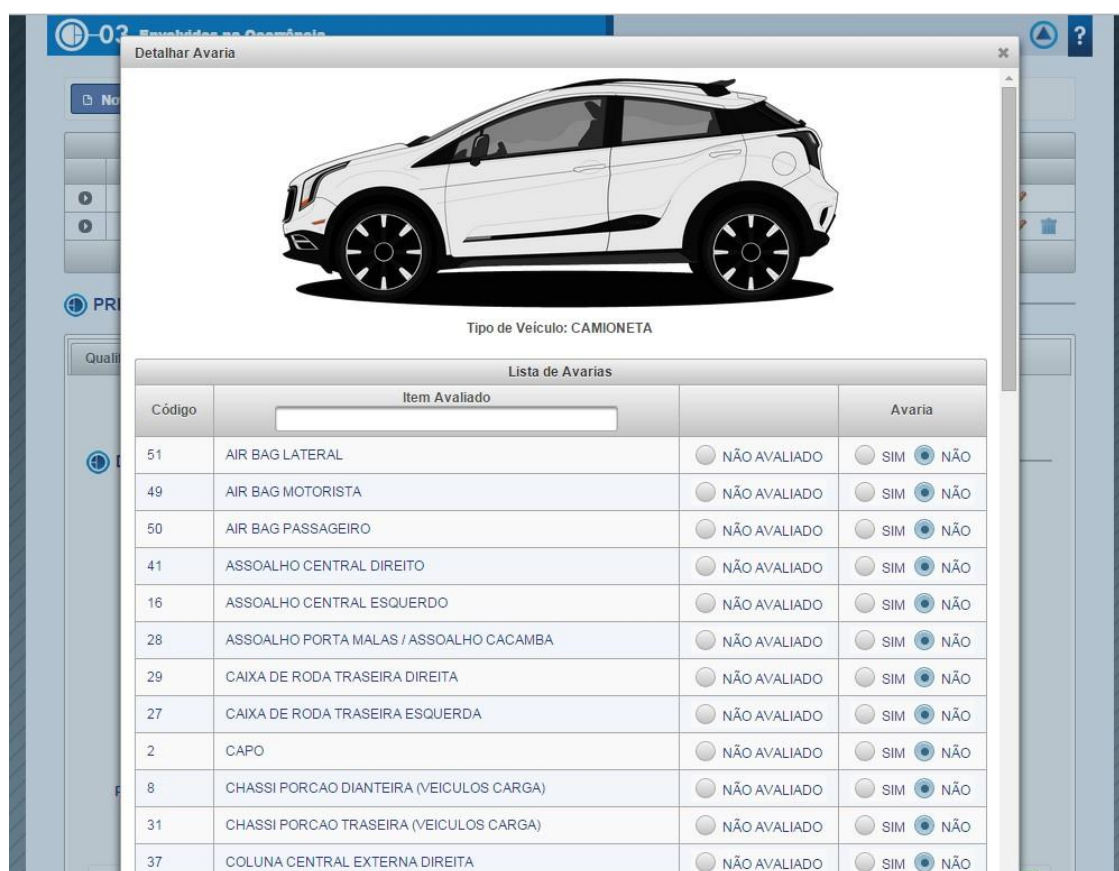 03
?
Detalhar Avaria
No
PRI
Quali
Tipo de Veículo: CAMIONETA
Lista de Avarias
Código Item Avaliado Avaria
51 AIR BAG LATERAL NÃO AVALIADO SIM NÃO
49 AIR BAG MOTORISTA NÃO AVALIADO SIM NÃO
50 AIR BAG PASSAGEIRO NÃO AVALIADO SIM NÃO
41 ASSOALHO CENTRAL DIREITO NÃO AVALIADO SIM NÃO
16 ASSOALHO CENTRAL ESQUERDO NÃO AVALIADO SIM NÃO
28 ASSOALHO PORTA MALAS / ASSOALHO CACAMBA NÃO AVALIADO SIM NÃO
29 CAIXA DE RODA TRASEIRA DIREITA NÃO AVALIADO SIM NÃO
27 CAIXA DE RODA TRASEIRA ESQUERDA NÃO AVALIADO SIM NÃO
2 CAPO NÃO AVALIADO SIM NÃO
8 CHASSI PORCAO DIANTEIRA (VEICULOS CARGA) NÃO AVALIADO SIM NÃO
31 CHASSI PORCAO TRASEIRA (VEICULOS CARGA) NÃO AVALIADO SIM NÃO
37 COLUNA CENTRAL EXTERNA DIREITA NÃO AVALIADO SIM NÃO